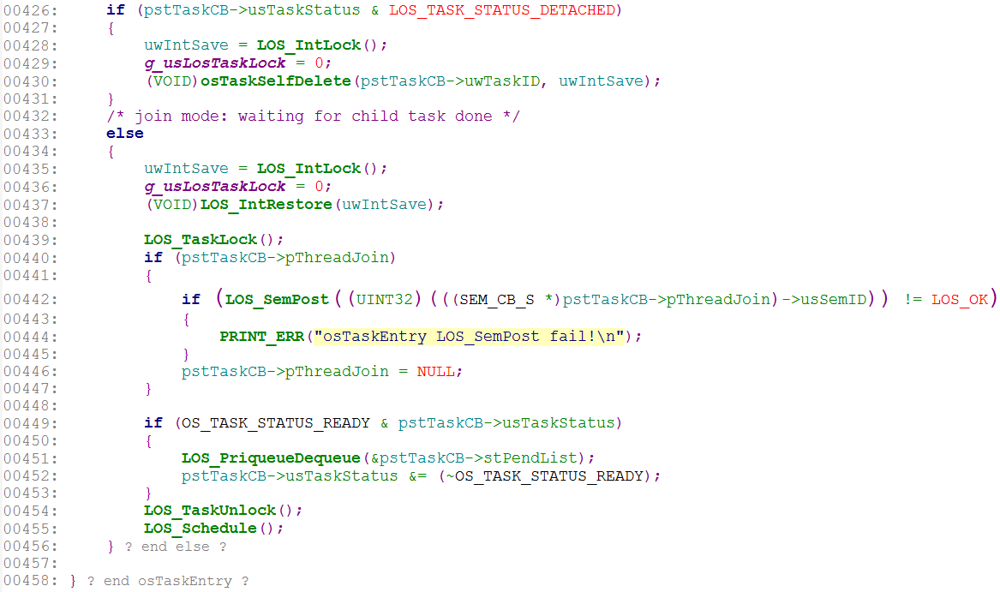 00426:     if (pstTaskCB->usTaskStatus & LOS_TASK_STATUS_DETACHED)
00427:     {
00428:         uwIntSave = LOS_IntLock();
00429:         g_usLosTaskLock = 0;
00430:         (VOID)osTaskSelfDelete(pstTaskCB->uwTaskID, uwIntSave);
00431:     }
00432:     /* join mode: waiting for child task done */
00433:     else
00434:     {
00435:         uwIntSave = LOS_IntLock();
00436:         g_usLosTaskLock = 0;
00437:         (VOID)LOS_IntRestore(uwIntSave);
00438:
00439:         LOS_TaskLock();
00440:         if (pstTaskCB->pThreadJoin)
00441:         {
00442:             if (LOS_SemPost((UINT32)(((SEM_CB_S *)pstTaskCB->pThreadJoin)->usSemID)) != LOS_OK)
00443:             {
00444:                 PRINT_ERR("osTaskEntry LOS_SemPost fail!\n");
00445:             }
00446:             pstTaskCB->pThreadJoin = NULL;
00447:         }
00448:
00449:         if (OS_TASK_STATUS_READY & pstTaskCB->usTaskStatus)
00450:         {
00451:             LOS_PriqueueDequeue(&pstTaskCB->stPendList);
00452:             pstTaskCB->usTaskStatus &= (~OS_TASK_STATUS_READY);
00453:         }
00454:         LOS_TaskUnlock();
00455:         LOS_Schedule();
00456:     } ? end else ?
00457:
00458: } ? end osTaskEntry ?